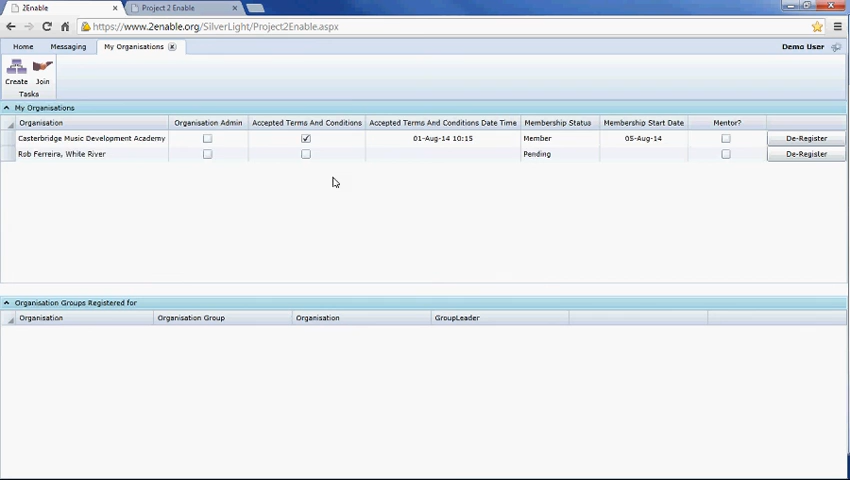 2Enable
Project 2 Enable
https://www.2enable.org/SilverLight/Project2Enable.aspx
Home Messaging My Organisations Demo User
Create Join
Tasks
My Organisations
Organisation Organisation Admin Accepted Terms And Conditions Accepted Terms And Conditions Date Time Membership Status Membership Start Date Mentor?
Casterbridge Music Development Academy 01-Aug-14 10:15 Member 05-Aug-14 De-Register
Rob Ferreira, White River Pending De-Register
Organisation Groups Registered for
Organisation Organisation Group Organisation GroupLeader